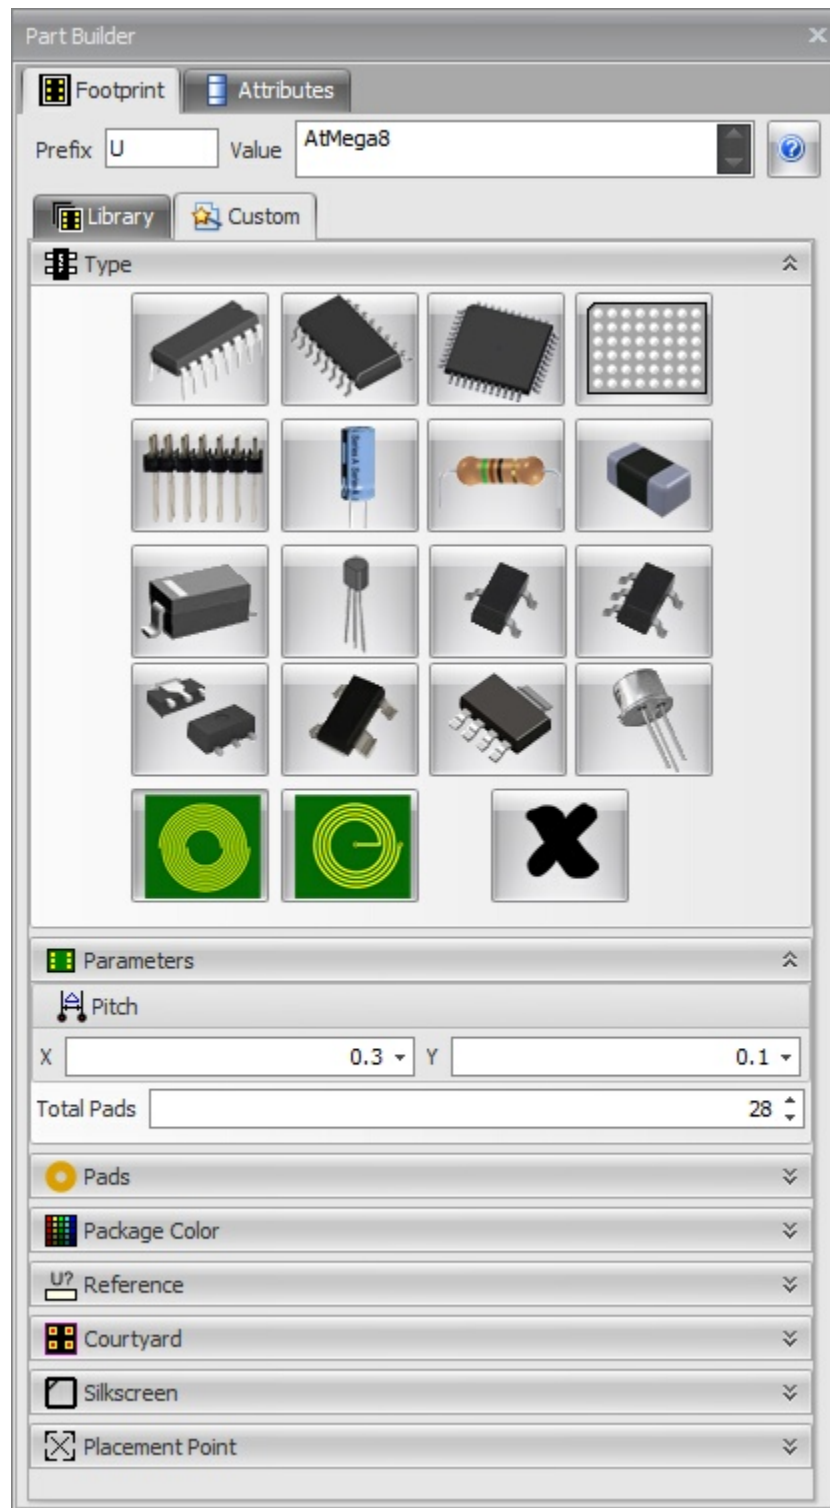 Part Builder
Footprint Attributes
Prefix U Value AtMega8
Library Custom
Type
Parameters
Pitch
X 0.3 Y 0.1
Total Pads 28
Pads
Package Color
U? Reference
Courtyard
Silkscreen
Placement Point